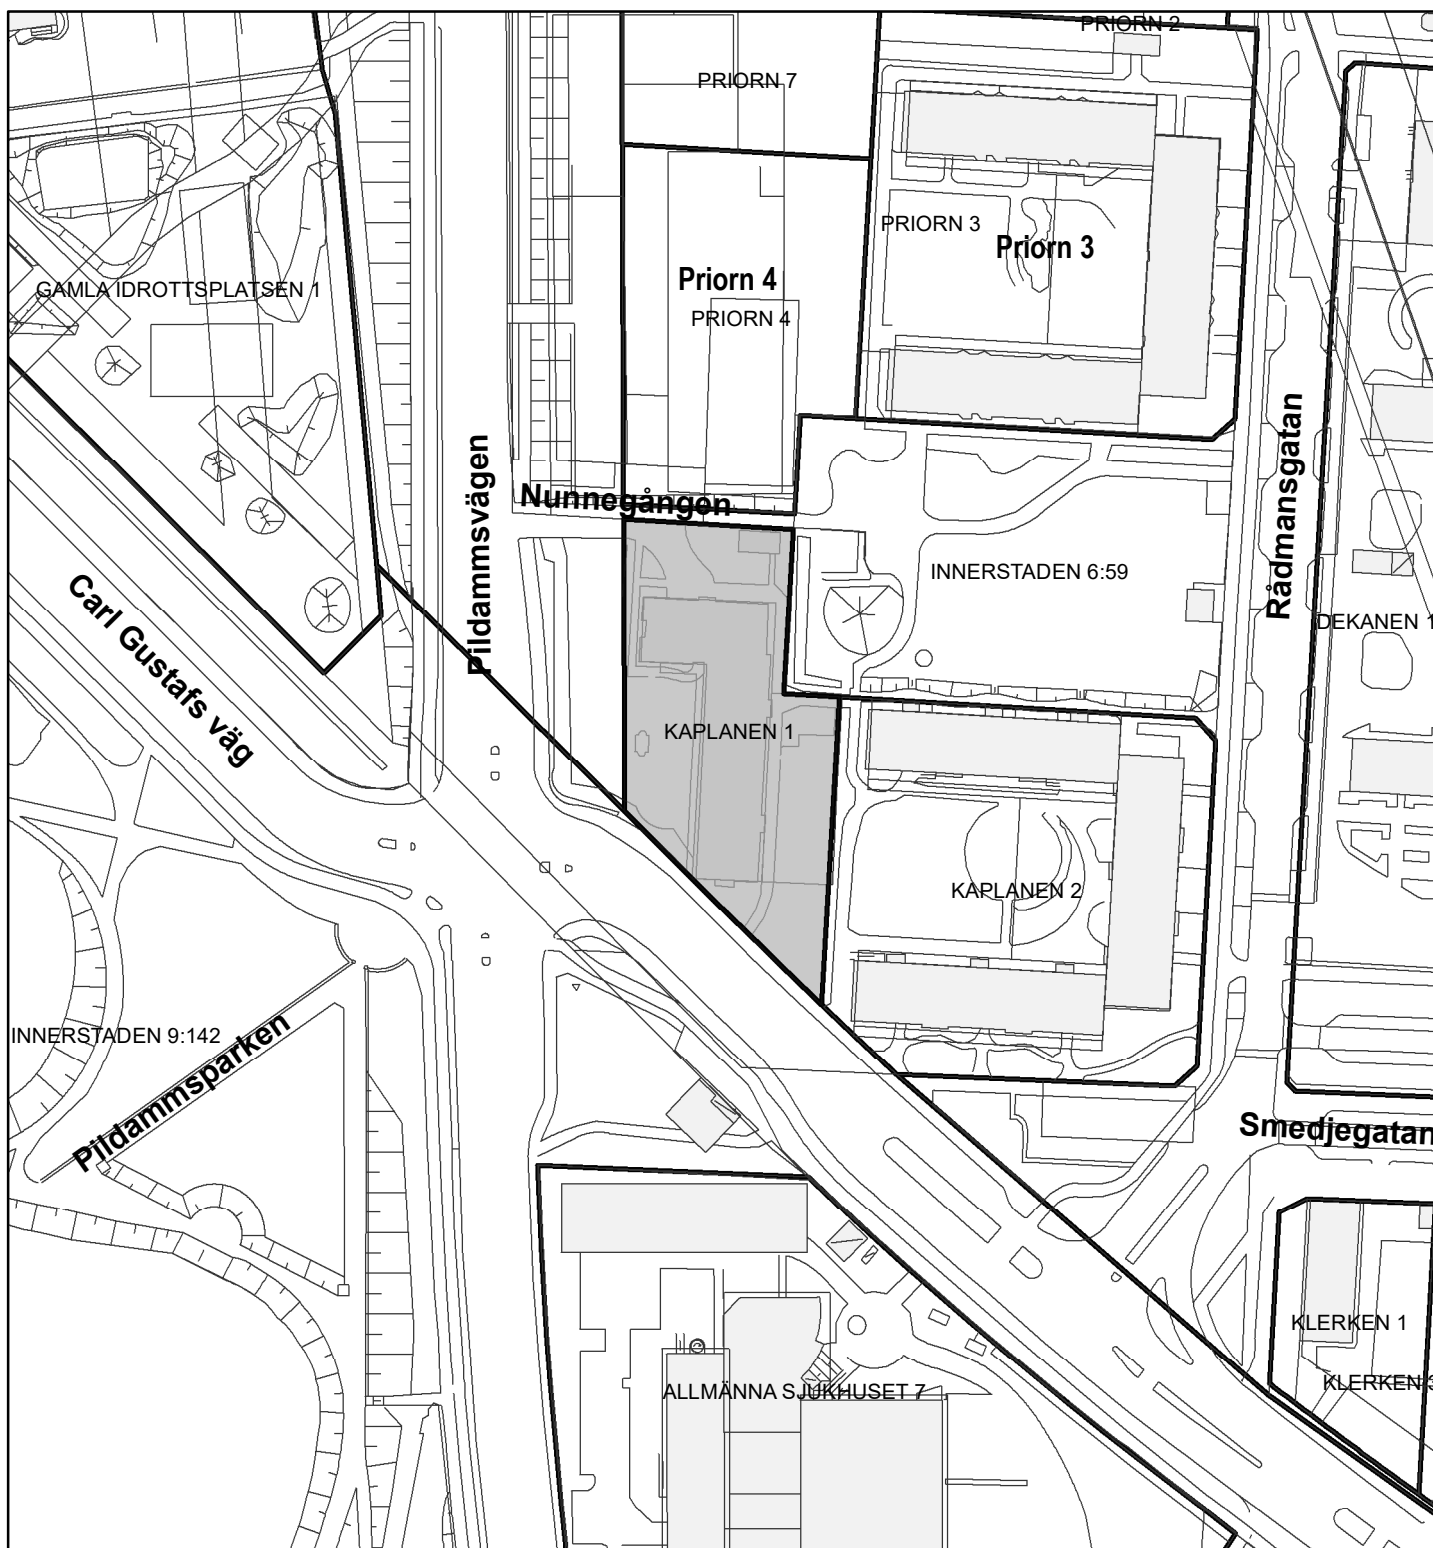 PRIORN 2
PRIORN 7
PRIORN 3
Priorn 3
Priorn 4
PRIORN 4
GAMLA IDROTTSPLATSEN 1
Rådmansgatan
Pildammsvägen
Nunnegången
INNERSTADEN 6:59
DEKANEN 1
Carl Gustafs väg
KAPLANEN 1
KAPLANEN 2
INNERSTADEN 9:142
Pildammsparken
Smedjegatan
KLERKEN 1
KLERKEN 3
ALLMÄNNA SJUKHUSET 7